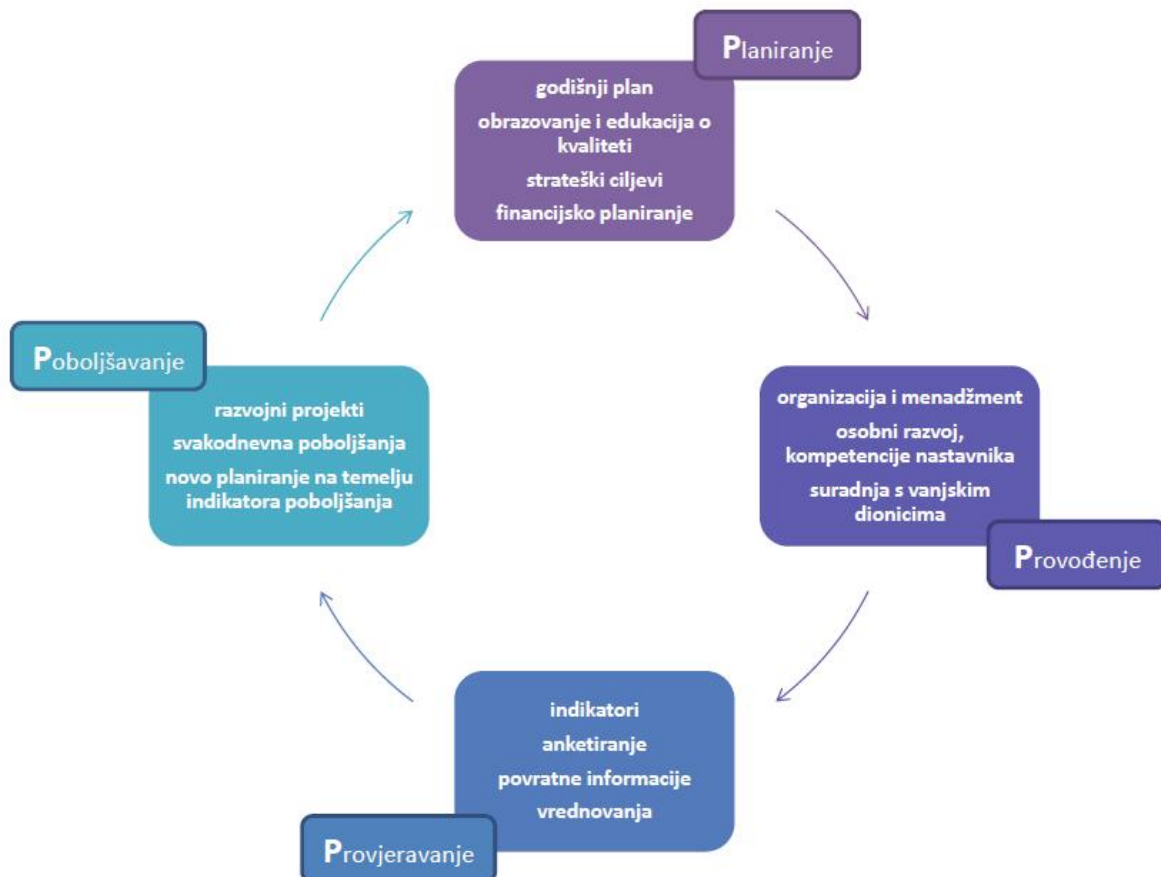 Planiranje
godišnji plan
obrazovanje i edukacija o
kvaliteti
strateški ciljevi
financijsko planiranje
Provođenje
organizacija i menadžment
osobni razvoj,
kompetencije nastavnika
suradnja s vanjskim
dionicima
Provjeravanje
indikatori
anketiranje
povratne informacije
vrednovanja
Poboljšavanje
razvojni projekti
svakodnevna poboljšanja
novo planiranje na temelju
indikatora poboljšanja